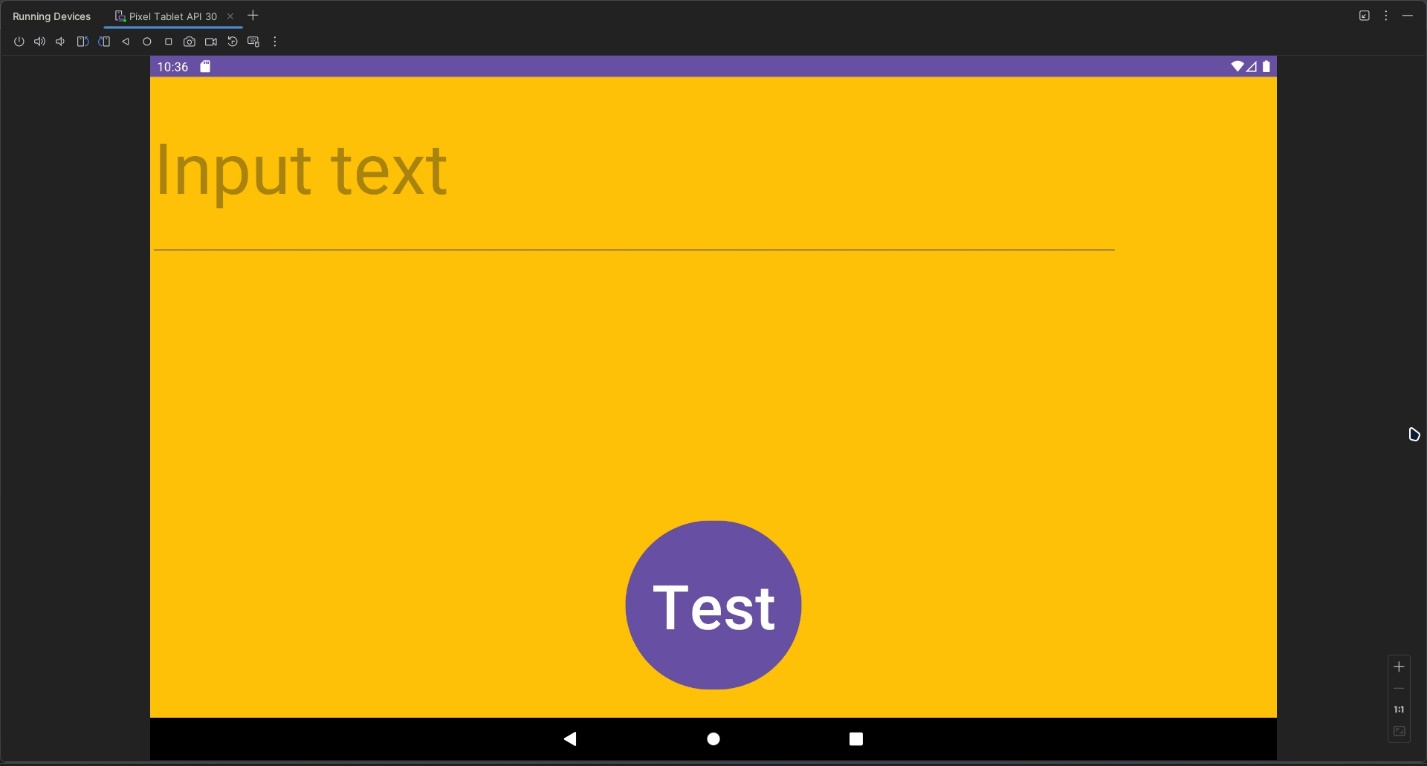 Running Devices
Pixel Tablet API 30
10:36
Input text
Test
1:1